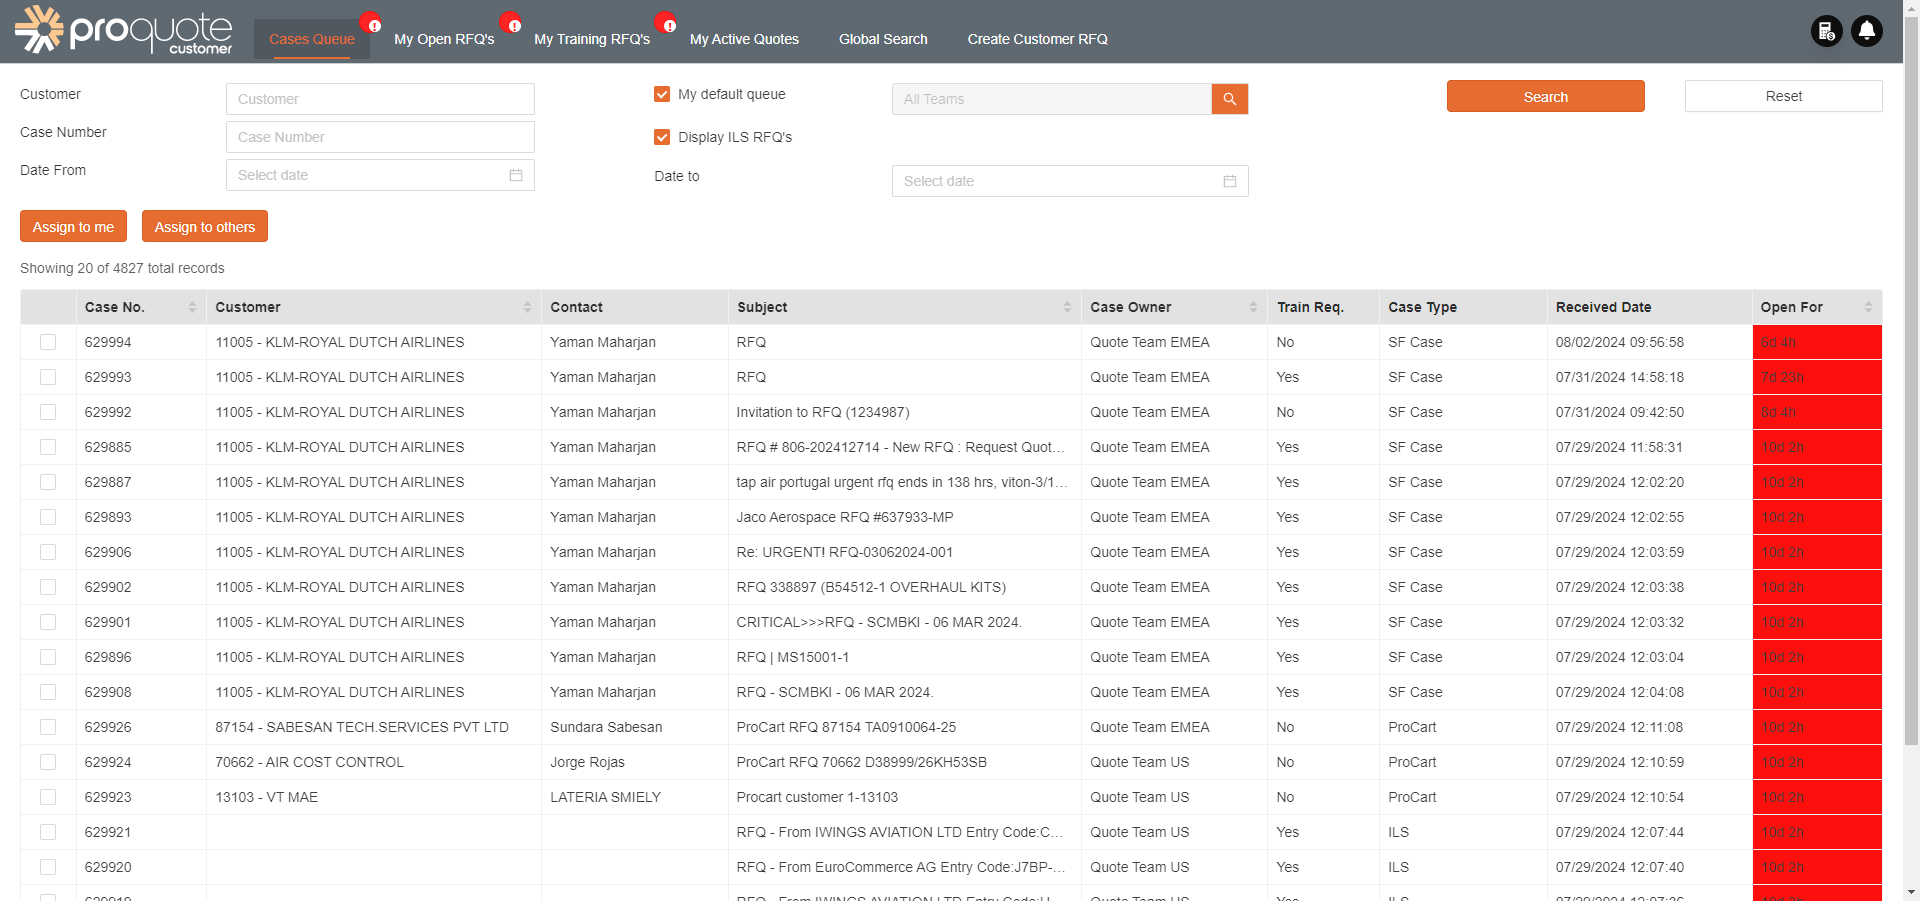 proquote
customer
Cases Queue My Open RFQ's My Training RFQ's My Active Quotes Global Search Create Customer RFQ
Customer Customer My default queue All Teams Search Reset
Case Number Case Number Display ILS RFQ's
Date From Select date Date to Select date
Assign to me Assign to others
Showing 20 of 4827 total records
Case No. Customer Contact Subject Case Owner Train Req. Case Type Received Date Open For
629994 11005 - KLM-ROYAL DUTCH AIRLINES Yaman Maharjan RFQ Quote Team EMEA No SF Case 08/02/2024 09:56:58 6d 4h
629993 11005 - KLM-ROYAL DUTCH AIRLINES Yaman Maharjan RFQ Quote Team EMEA Yes SF Case 07/31/2024 14:58:18 7d 23h
629992 11005 - KLM-ROYAL DUTCH AIRLINES Yaman Maharjan Invitation to RFQ (1234987) Quote Team EMEA No SF Case 07/31/2024 09:42:50 8d 4h
629885 11005 - KLM-ROYAL DUTCH AIRLINES Yaman Maharjan RFQ # 806-202412714 - New RFQ : Request Quot... Quote Team EMEA Yes SF Case 07/29/2024 11:58:31 10d 2h
629887 11005 - KLM-ROYAL DUTCH AIRLINES Yaman Maharjan tap air portugal urgent rfq ends in 138 hrs, viton-3/1... Quote Team EMEA Yes SF Case 07/29/2024 12:02:20 10d 2h
629893 11005 - KLM-ROYAL DUTCH AIRLINES Yaman Maharjan Jaco Aerospace RFQ #637933-MP Quote Team EMEA Yes SF Case 07/29/2024 12:02:55 10d 2h
629906 11005 - KLM-ROYAL DUTCH AIRLINES Yaman Maharjan Re: URGENT! RFQ-03062024-001 Quote Team EMEA Yes SF Case 07/29/2024 12:03:59 10d 2h
629902 11005 - KLM-ROYAL DUTCH AIRLINES Yaman Maharjan RFQ 338897 (B54512-1 OVERHAUL KITS) Quote Team EMEA Yes SF Case 07/29/2024 12:03:38 10d 2h
629901 11005 - KLM-ROYAL DUTCH AIRLINES Yaman Maharjan CRITICAL>>>RFQ - SCMBKI - 06 MAR 2024. Quote Team EMEA Yes SF Case 07/29/2024 12:03:32 10d 2h
629896 11005 - KLM-ROYAL DUTCH AIRLINES Yaman Maharjan RFQ | MS15001-1 Quote Team EMEA Yes SF Case 07/29/2024 12:03:04 10d 2h
629908 11005 - KLM-ROYAL DUTCH AIRLINES Yaman Maharjan RFQ - SCMBKI - 06 MAR 2024. Quote Team EMEA Yes SF Case 07/29/2024 12:04:08 10d 2h
629926 87154 - SABESAN TECH.SERVICES PVT LTD Sundara Sabesan ProCart RFQ 87154 TA0910064-25 Quote Team EMEA No ProCart 07/29/2024 12:11:08 10d 2h
629924 70662 - AIR COST CONTROL Jorge Rojas ProCart RFQ 70662 D38999/26KH53SB Quote Team US No ProCart 07/29/2024 12:10:59 10d 2h
629923 13103 - VT MAE LATERIA SMIELY Procart customer 1-13103 Quote Team US No ProCart 07/29/2024 12:10:54 10d 2h
629921 RFQ - From IWINGS AVIATION LTD Entry Code:C... Quote Team US Yes ILS 07/29/2024 12:07:44 10d 2h
629920 RFQ - From EuroCommerce AG Entry Code:J7BP-... Quote Team US Yes ILS 07/29/2024 12:07:40 10d 2h